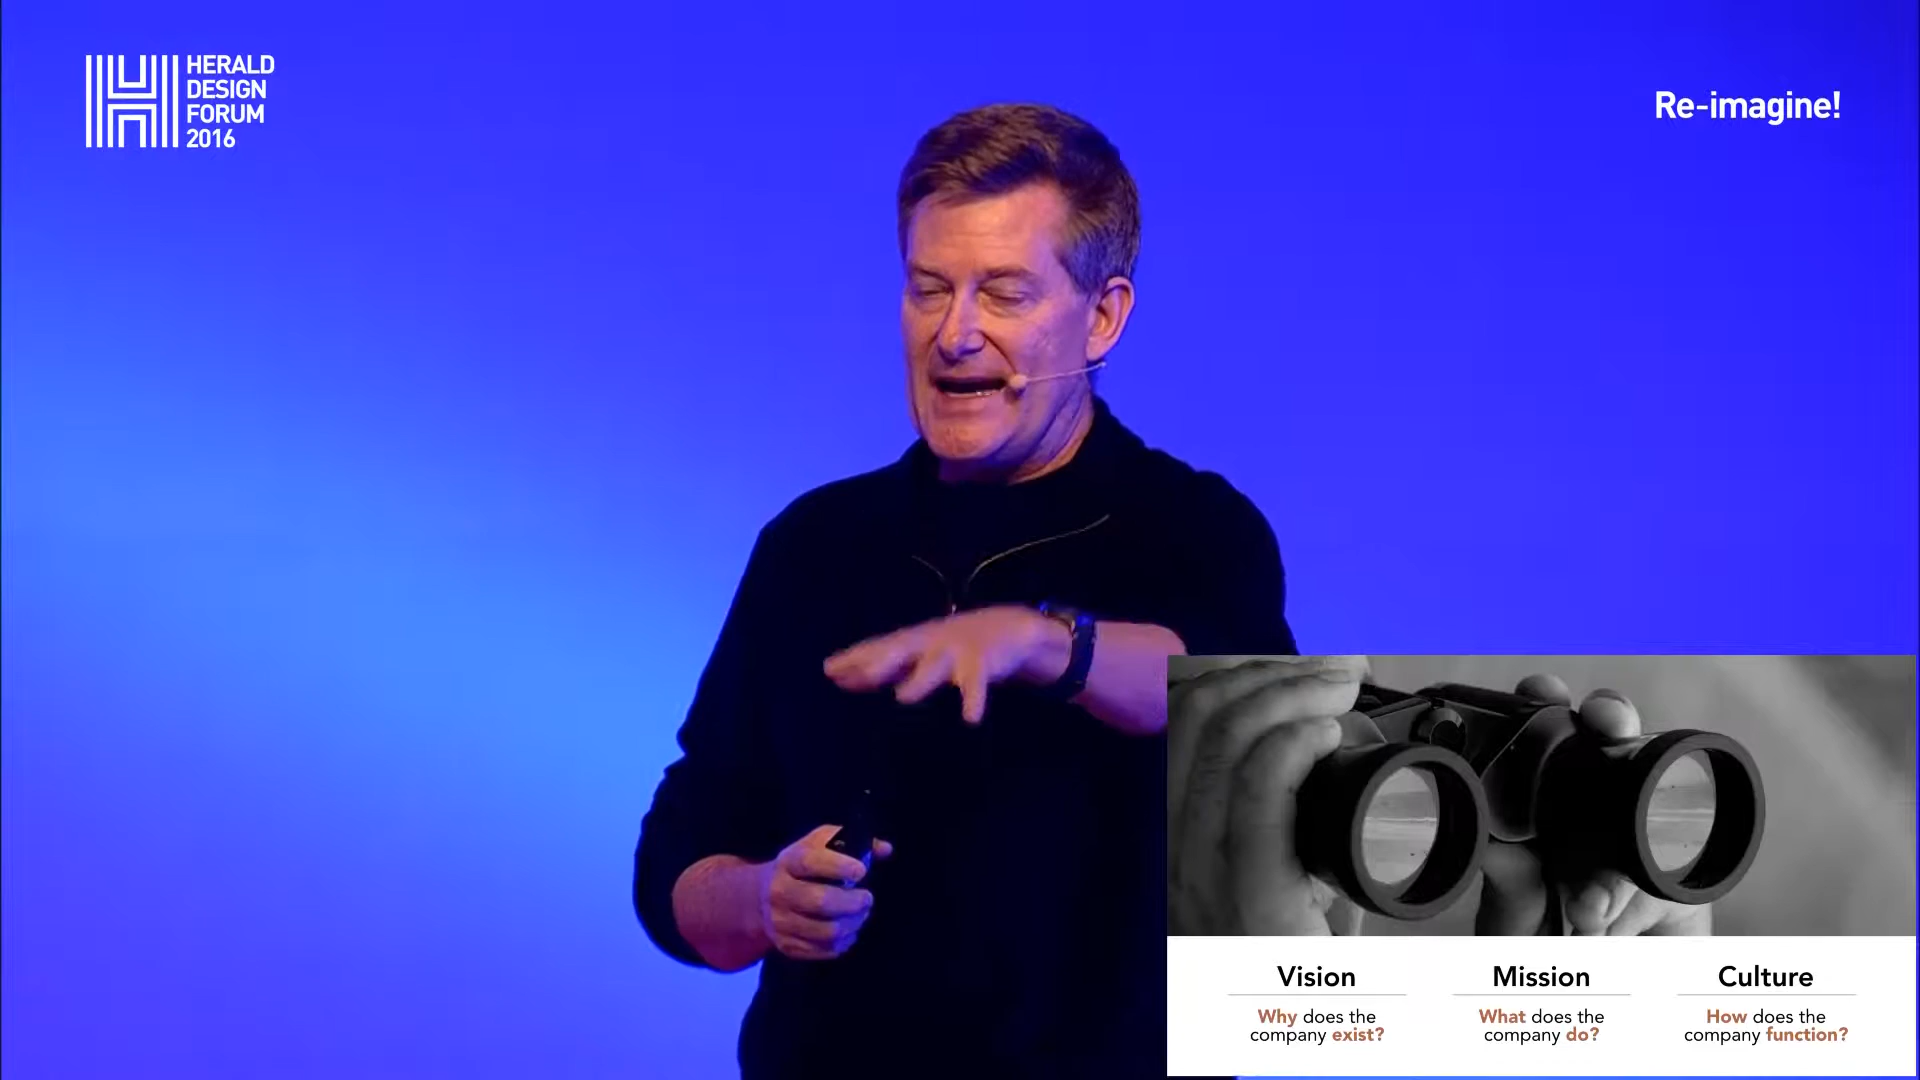 HERALD
DESIGN
FORUM
2016
Re-imagine!
Vision
Why does the
company exist?
Mission
What does the
company do?
Culture
How does the
company function?